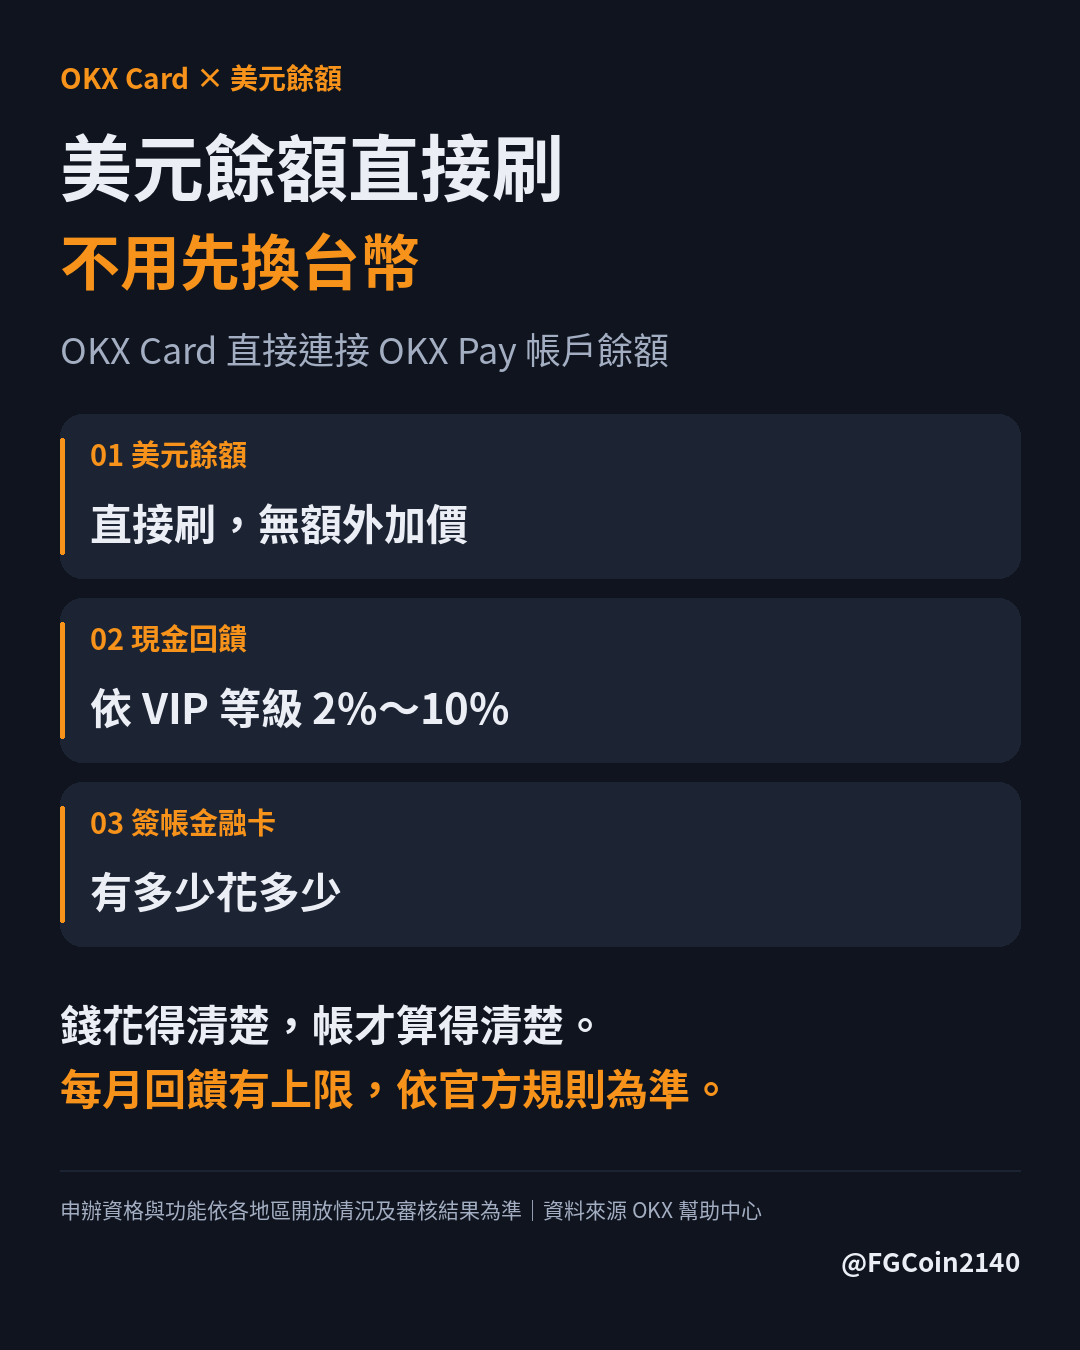 OKX Card × 美元餘額
美元餘額直接刷
不用先換台幣
OKX Card 直接連接 OKX Pay 帳戶餘額
01 美元餘額
直接刷，無額外加價
02 現金回饋
依 VIP 等級 2%～10%
03 簽帳金融卡
有多少花多少
錢花得清楚，帳才算得清楚。
每月回饋有上限，依官方規則為準。
申辦資格與功能依各地區開放情況及審核結果為準｜資料來源 OKX 幫助中心
@FGCoin2140